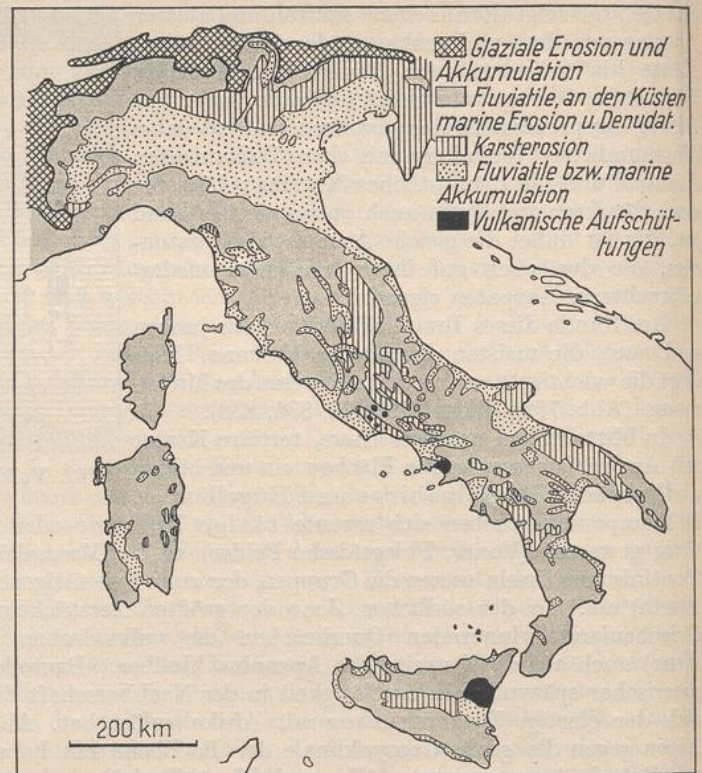 Glaziale Erosion und
Akkumulation
Fluviatile, an den Küsten
marine Erosion u. Denudat.
Karsterosion
Fluviatile bzw. marine
Akkumulation
Vulkanische Aufschüt-
tungen
200 km